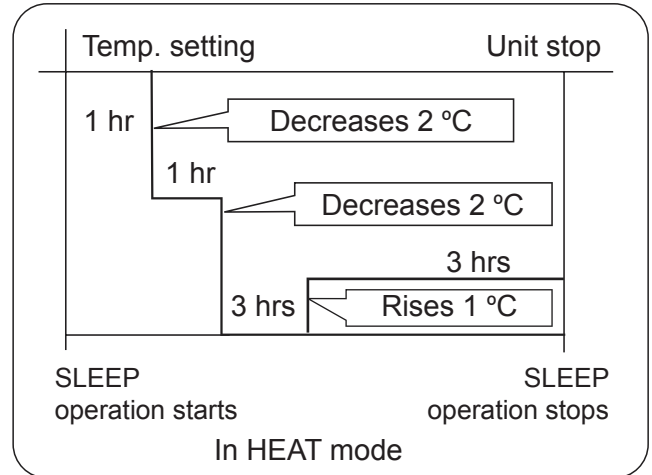 Temp. setting
Unit stop
1 hr
Decreases 2 ºC
1 hr
Decreases 2 ºC
3 hrs
3 hrs
Rises 1 ºC
SLEEP
operation starts
SLEEP
operation stops
In HEAT mode